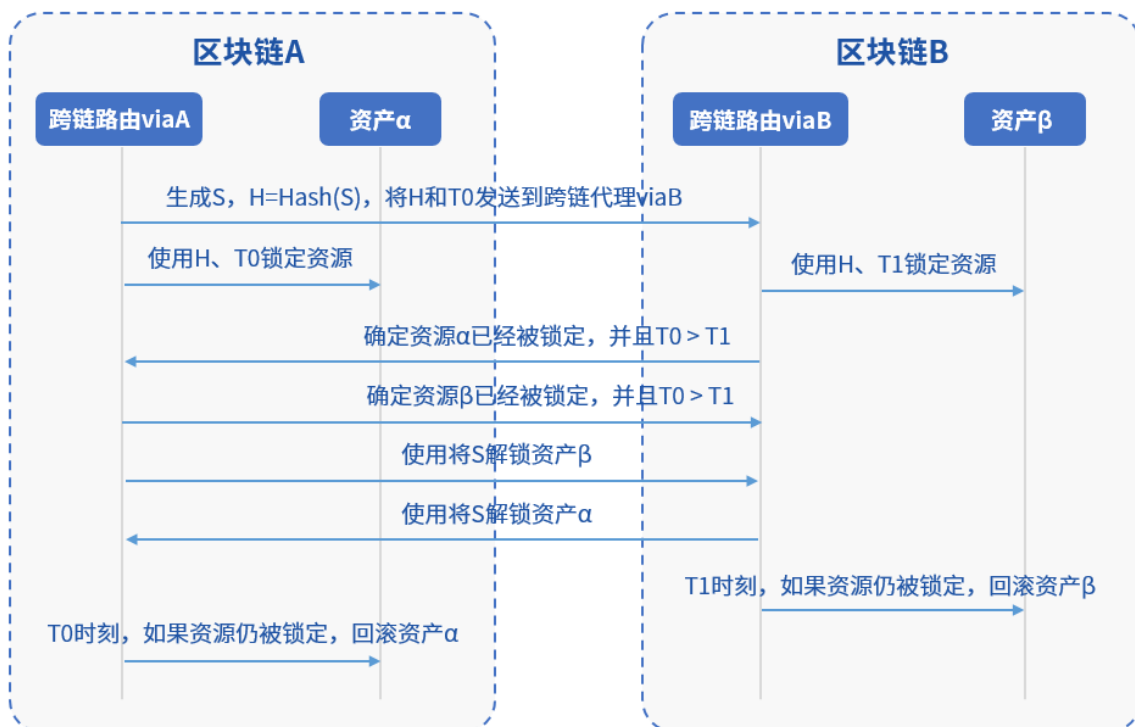 区块链A
区块链B
跨链路由viaA
资产α
跨链路由viaB
资产β
生成S，H=Hash(S)，将H和T0发送到跨链代理viaB
使用H、T0锁定资源
使用H、T1锁定资源
确定资源α已经被锁定，并且T0 > T1
确定资源β已经被锁定，并且T0 > T1
使用将S解锁资产β
使用将S解锁资产α
T1时刻，如果资源仍被锁定，回滚资产β
T0时刻，如果资源仍被锁定，回滚资产α